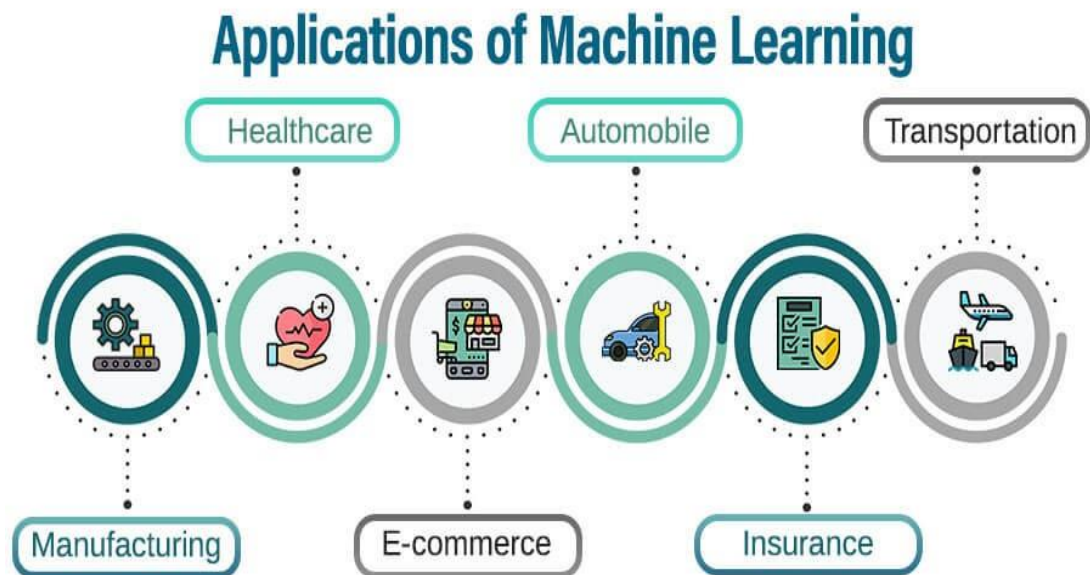 Applications of Machine Learning
Healthcare
Automobile
Transportation
$
Manufacturing
E-commerce
Insurance